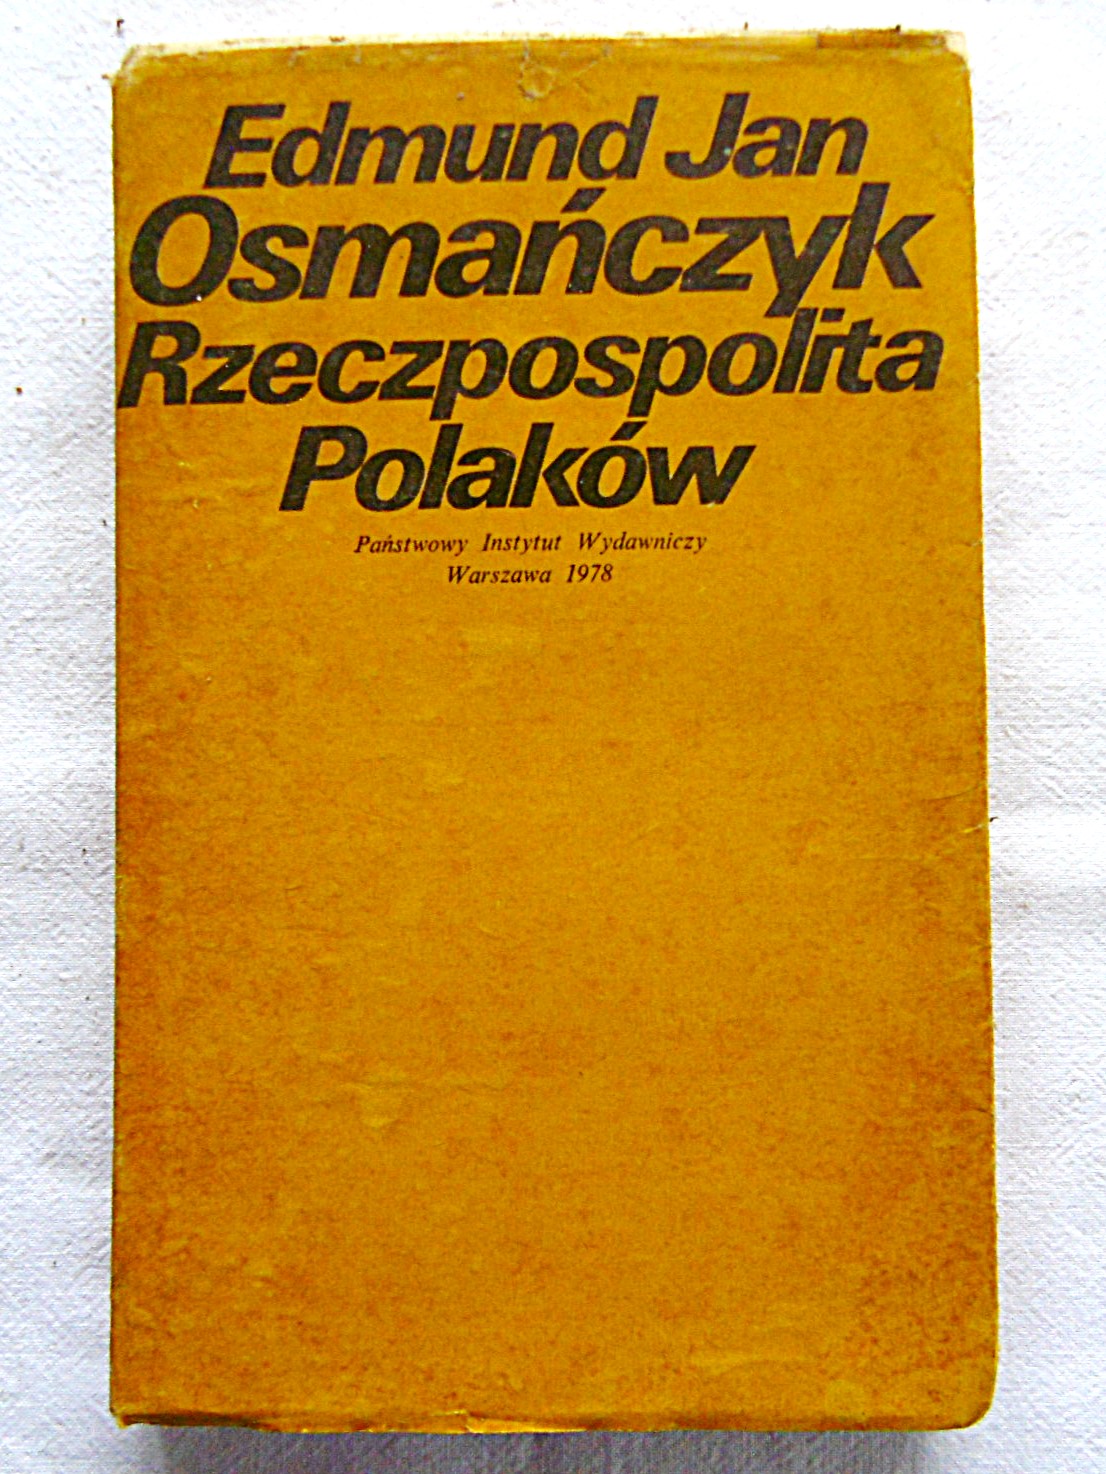 Edmund Jan
Osmańczyk
Rzeczpospolita
Polaków
Państwowy Instytut Wydawniczy
Warszawa 1978